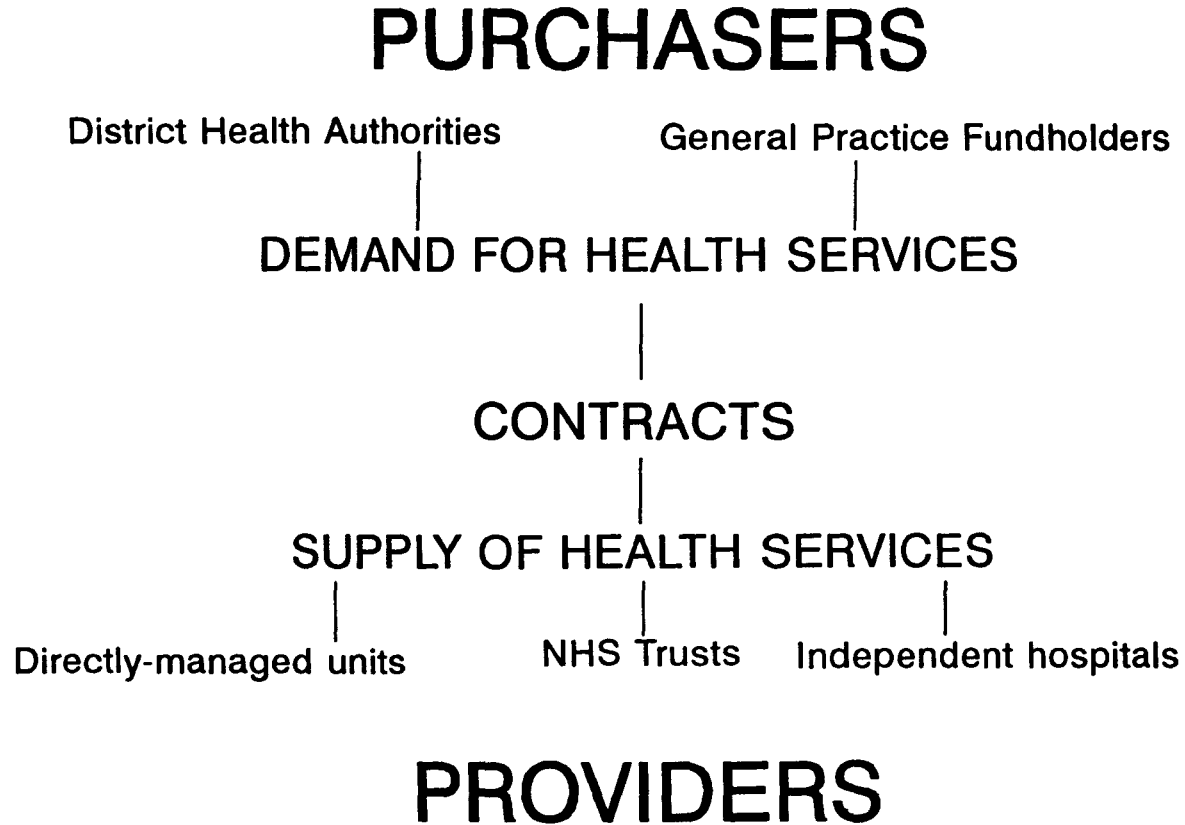 PURCHASERS
District Health Authorities
General Practice Fundholders
DEMAND FOR HEALTH SERVICES
CONTRACTS
SUPPLY OF HEALTH SERVICES
Directly-managed units
NHS Trusts
Independent hospitals
PROVIDERS